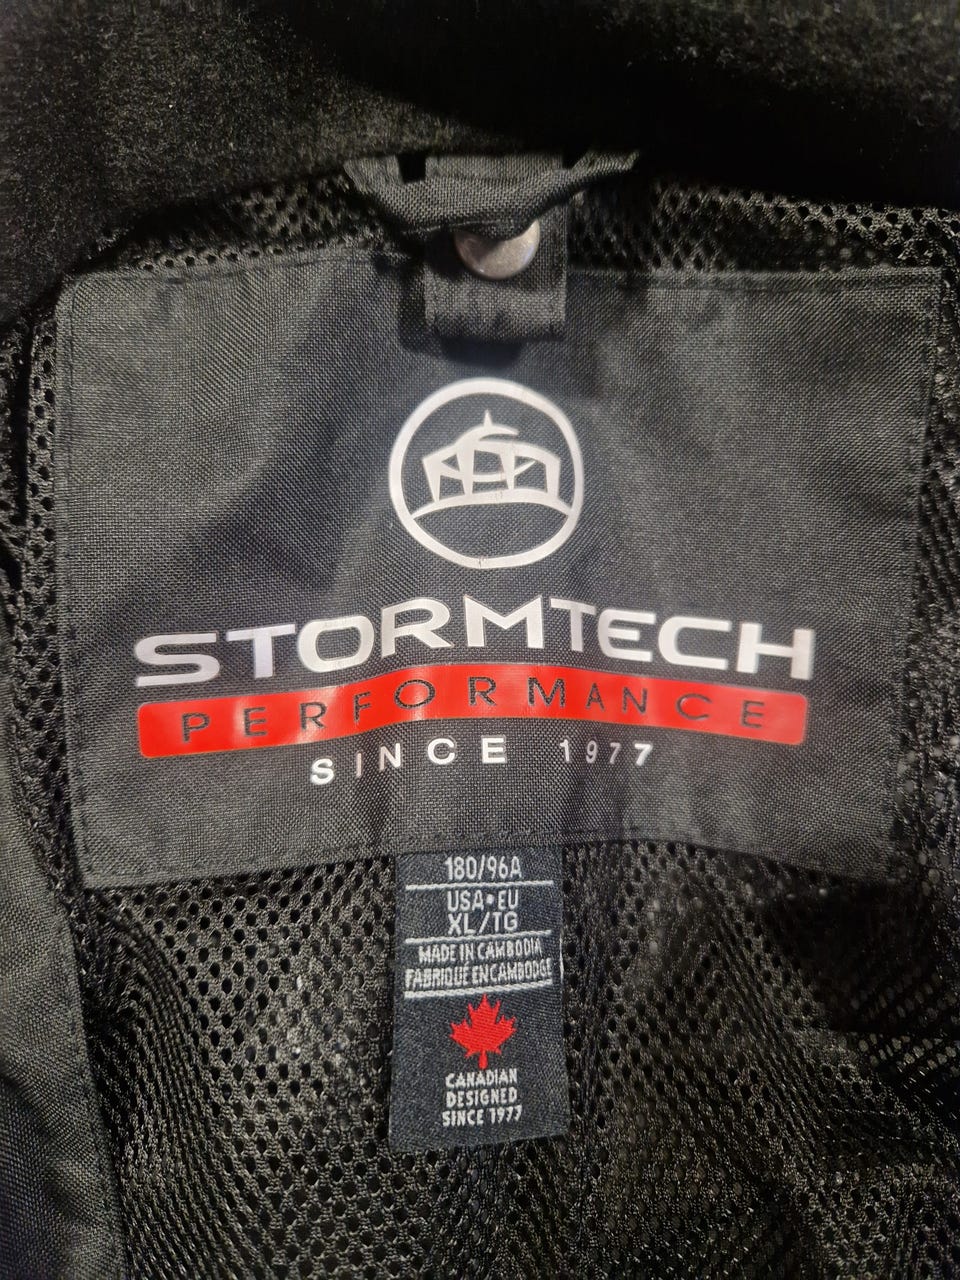 STORMTECH
PERFORMANCE
SINCE 1977
180/96A
USA•EU
XL/TG
MADE IN CAMBODIA
FABRIQUÉ EN CAMBODGE
CANADIAN
DESIGNED
SINCE 1977